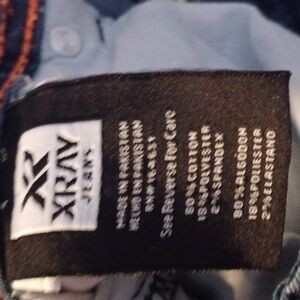 XR
XRAY
JEANS
MADE IN PAKISTAN
HECHO EN PAKISTAN
See Reverse For Care
80%COTTON
18%POLYESTER
2%SPANDEX
80%ALGODON
18%POLIESTER
2%ELASTANO